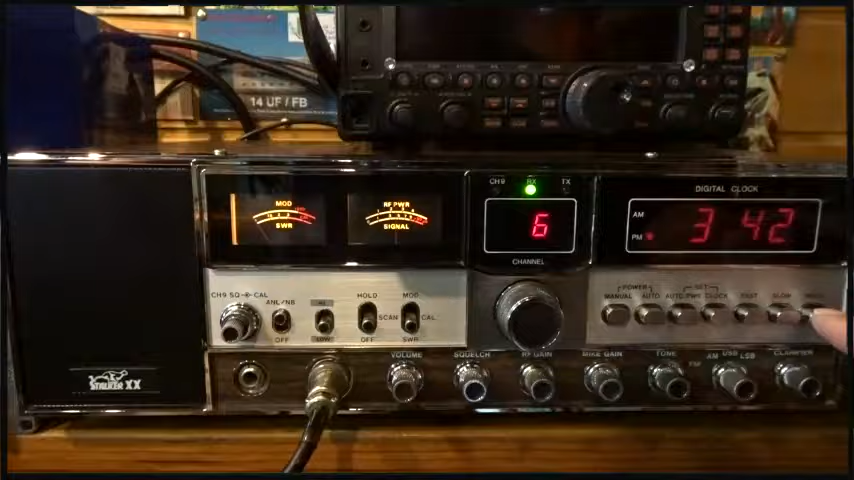 14 UF / FB
MOD
SWR
RF PWR
SIGNAL
CH9 RX TX
6
CHANNEL
DIGITAL CLOCK
AM
PM
3 42
CH9 SQ CAL
ANL/NB
OFF
HOLD
SCAN
OFF
MOD
CAL
SWR
POWER
SET
MANUAL AUTO AUTO PWR CLOCK FAST SLOW
VOLUME SQUELCH RF GAIN MIKE GAIN TONE
FM AM USB LSB
CLARIFIER
STALKER XX